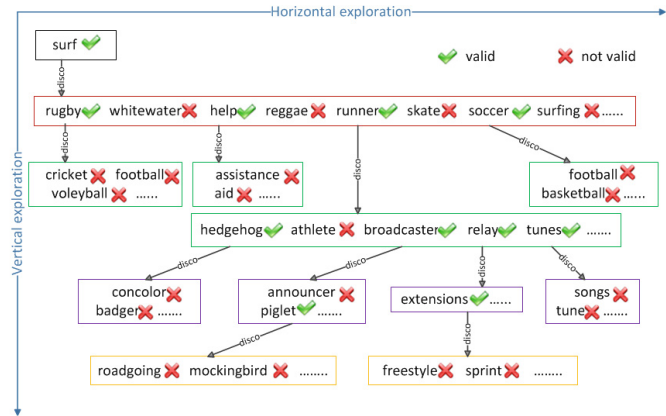 Horizontal exploration
Vertical exploration
surf
valid
not valid
disco
rugby whitewater help reggae runner skate soccer surfing ......
disco
disco
disco
disco
cricket football
voleyball ......
assistance
aid ......
football
basketball ......
hedgehog athlete broadcaster relay tunes .......
disco
disco
disco
disco
concolor
badger .......
announcer
piglet .......
extensions ......
songs
tune .......
disco
disco
roadgoing mockingbird ........
freestyle sprint ........